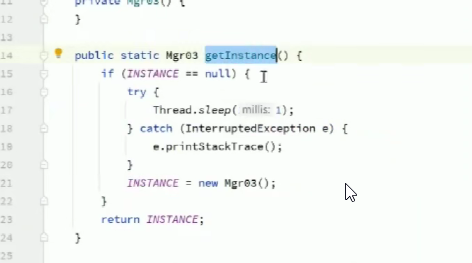 11 private Mgr03() {
12 }
13
14 public static Mgr03 getInstance() {
15 if (INSTANCE == null) {
16 try {
17 Thread.sleep( millis: 1);
18 } catch (InterruptedException e) {
19 e.printStackTrace();
20 }
21 INSTANCE = new Mgr03();
22 }
23 return INSTANCE;
24 }
25